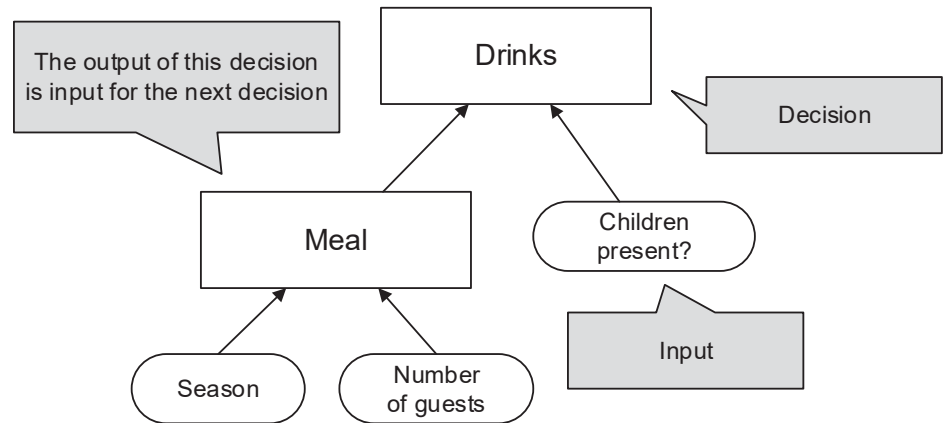 The output of this decision
is input for the next decision
Drinks
Decision
Meal
Children
present?
Season
Number
of guests
Input